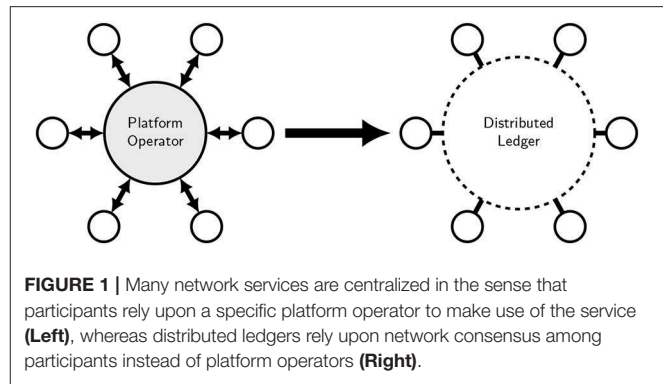 Platform
Operator
Distributed
Ledger
FIGURE 1 | Many network services are centralized in the sense that
participants rely upon a specific platform operator to make use of the service
(Left), whereas distributed ledgers rely upon network consensus among
participants instead of platform operators (Right).